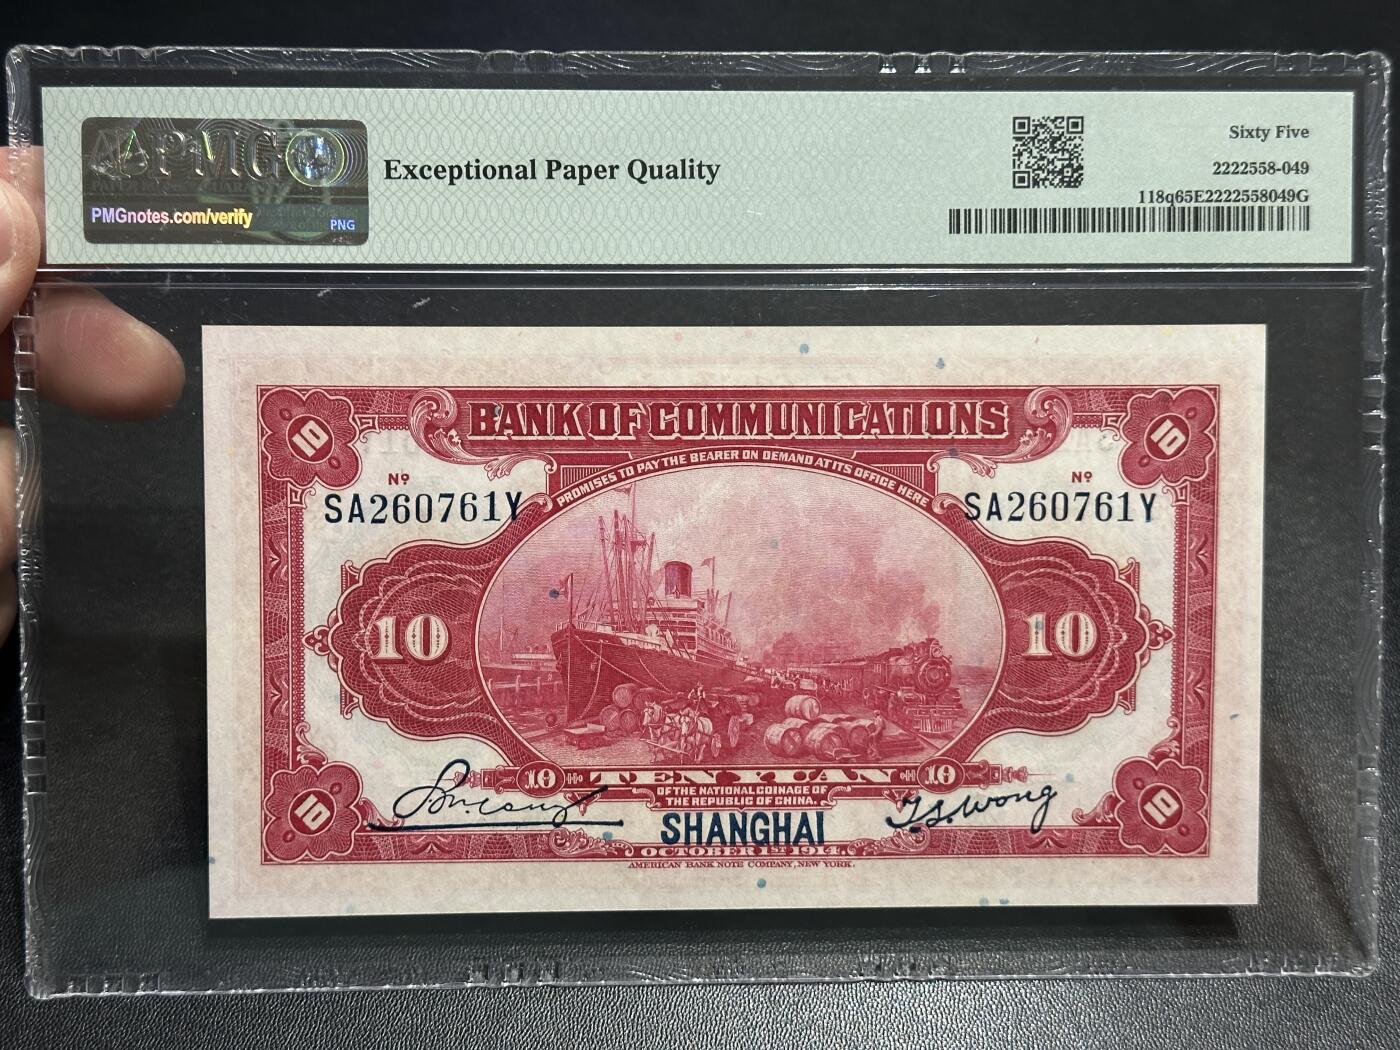 PMG
PMGnotes.com/verify
PNG
Exceptional Paper Quality
Sixty Five
2222558-049
118q65E2222558049G
BANK OF COMMUNICATIONS
PROMISES TO PAY THE BEARER ON DEMAND AT ITS OFFICE HERE
10
10
Nº
SA260761Y
Nº
SA260761Y
10
10
10 TEN YUAN 10
OF THE NATIONAL COINAGE OF
THE REPUBLIC OF CHINA.
T.S. Wong
SHANGHAI
10
10
OCTOBER 1ST 1914.
AMERICAN BANK NOTE COMPANY, NEW YORK.